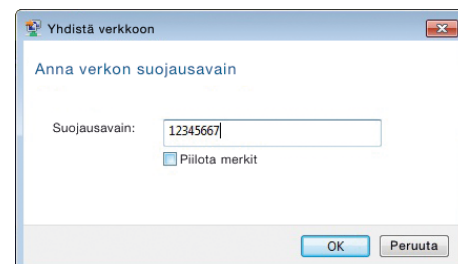 Yhdistä verkkoon
Anna verkon suojausavain
Suojausavain: 12345667
Piilota merkit
OK Peruuta